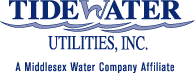 TIDEWATER
UTILITIES, INC.
A Middlesex Water Company Affiliate